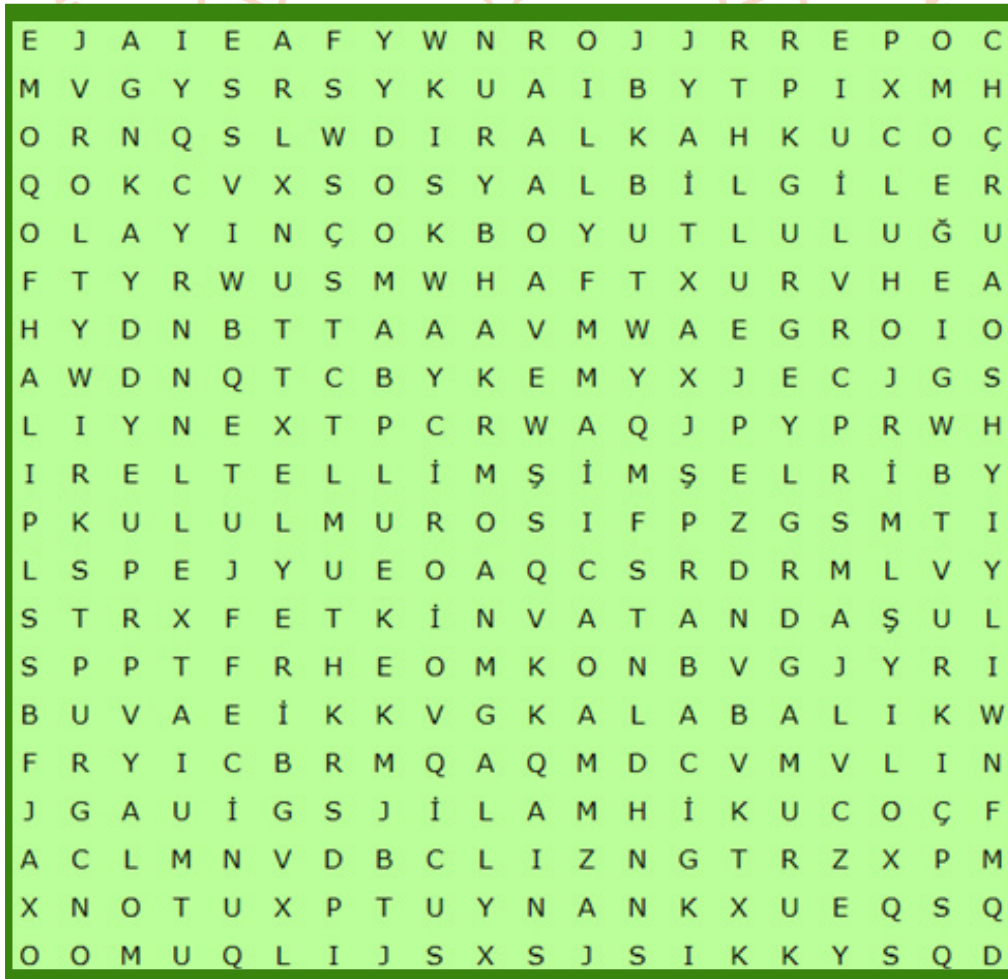 E J A I E A F Y W N R O J J R R E P O C
M V G Y S R S Y K U A I B Y T P I X M H
O R N Q S L W D I R A L K A H K U C O Ç
Q O K C V X S O S Y A L B İ L G İ L E R
O L A Y I N Ç O K B O Y U T L U L U Ğ U
F T Y R W U S M W H A F T X U R V H E A
H Y D N B T T A A A V M W A E G R O I O
A W D N Q T C B Y K E M Y X J E C J G S
L I Y N E X T P C R W A Q J P Y P R W H
I R E L T E L L İ M Ş İ M Ş E L R İ B Y
P K U L U L M U R O S I F P Z G S M T I
L S P E J Y U E O A Q C S R D R M L V Y
S T R X F E T K İ N V A T A N D A Ş U L
S P P T F R H E O M K O N B V G J Y R I
B U V A E İ K K V G K A L A B A L I K W
F R Y I C B R M Q A Q M D C V M V L I N
J G A U İ G S J İ L A M H İ K U C O Ç F
A C L M N V D B C L I Z N G T R Z X P M
X N O T U X P T U Y N A N K X U E Q S Q
O O M U Q L I J S X S J S I K K Y S Q D